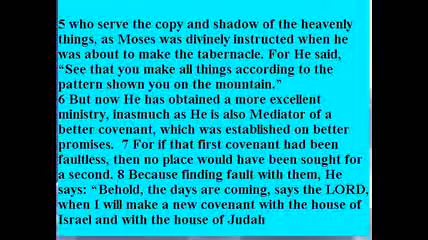 5 who serve the copy and shadow of the heavenly
things, as Moses was divinely instructed when he
was about to make the tabernacle. For He said,
“See that you make all things according to the
pattern shown you on the mountain.”
6 But now He has obtained a more excellent
ministry, inasmuch as He is also Mediator of a
better covenant, which was established on better
promises.  7 For if that first covenant had been
faultless, then no place would have been sought for
a second. 8 Because finding fault with them, He
says: “Behold, the days are coming, says the LORD,
when I will make a new covenant with the house of
Israel and with the house of Judah